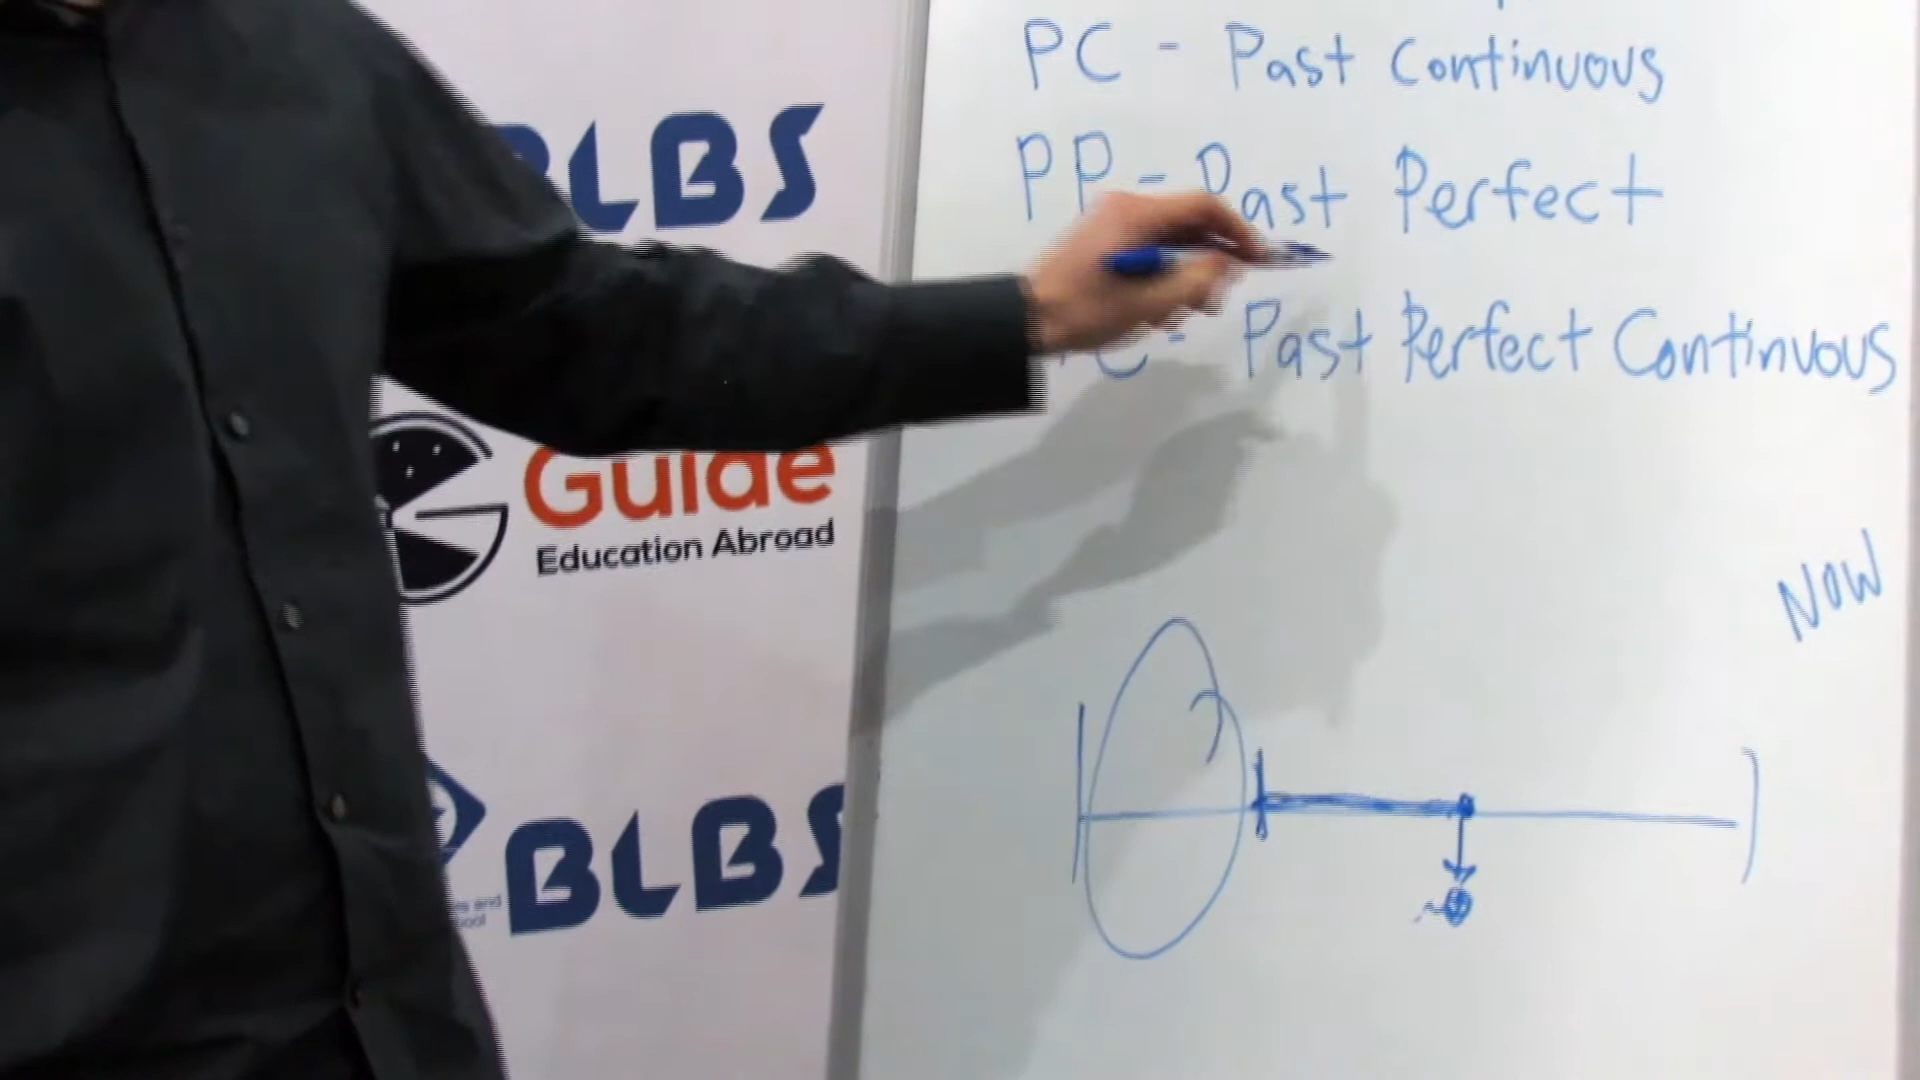 PC - Past Continuous
PP - Past Perfect
C - Past Perfect Continuous
NOW
BLBS
Guide
Education Abroad
BLBS